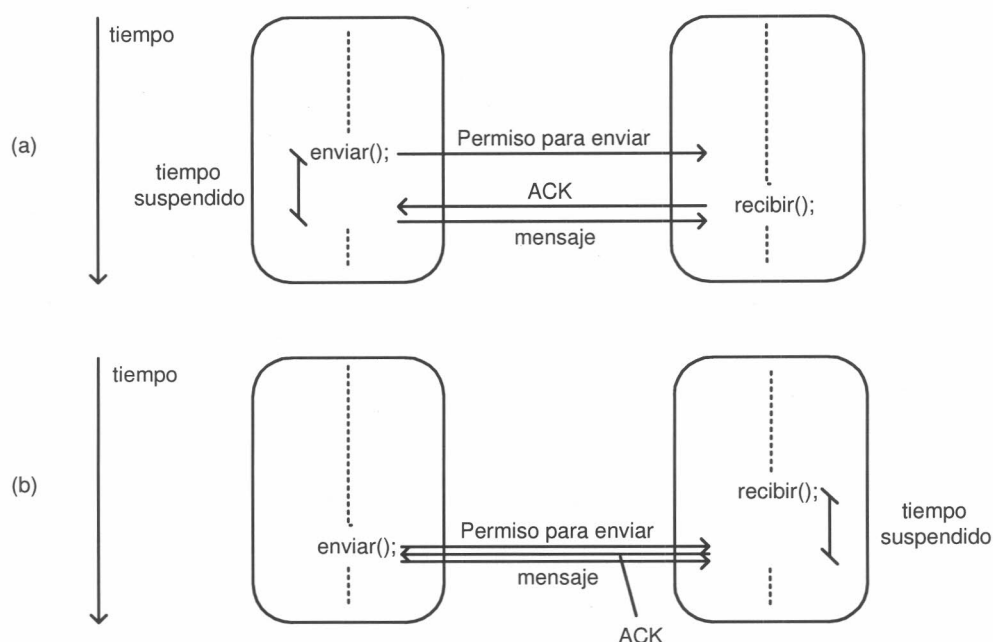 tiempo
(a)
Permiso para enviar
enviar();
tiempo
suspendido
ACK
recibir();
mensaje
tiempo
(b)
recibir();
tiempo
suspendido
Permiso para enviar
enviar();
mensaje
ACK